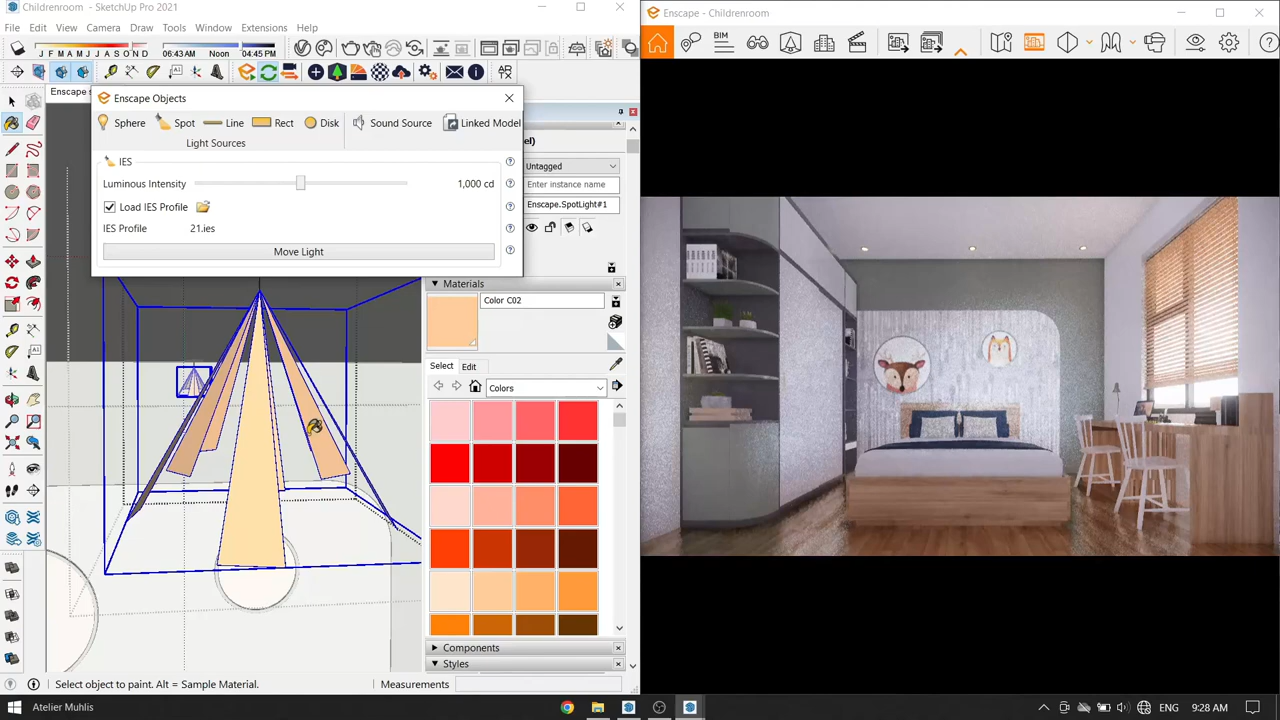 Childrenroom - SketchUp Pro 2021
File Edit View Camera Draw Tools Window Extensions Help
J F M A M J J A S O N D 06:43 AM Noon 04:45 PM
Enscape Objects
Sphere Spot Line Rect Disk Sound Source Linked Model
Light Sources
IES
Luminous Intensity 1,000 cd
Load IES Profile
IES Profile 21.ies
Move Light
Untagged
Enter instance name
Enscape.SpotLight#1
Materials
Color C02
Select Edit
Colors
Components
Styles
Select object to paint. Alt = Sample Material. Measurements
Enscape - Childrenroom
BIM
Atelier Muhlis
ENG 9:28 AM